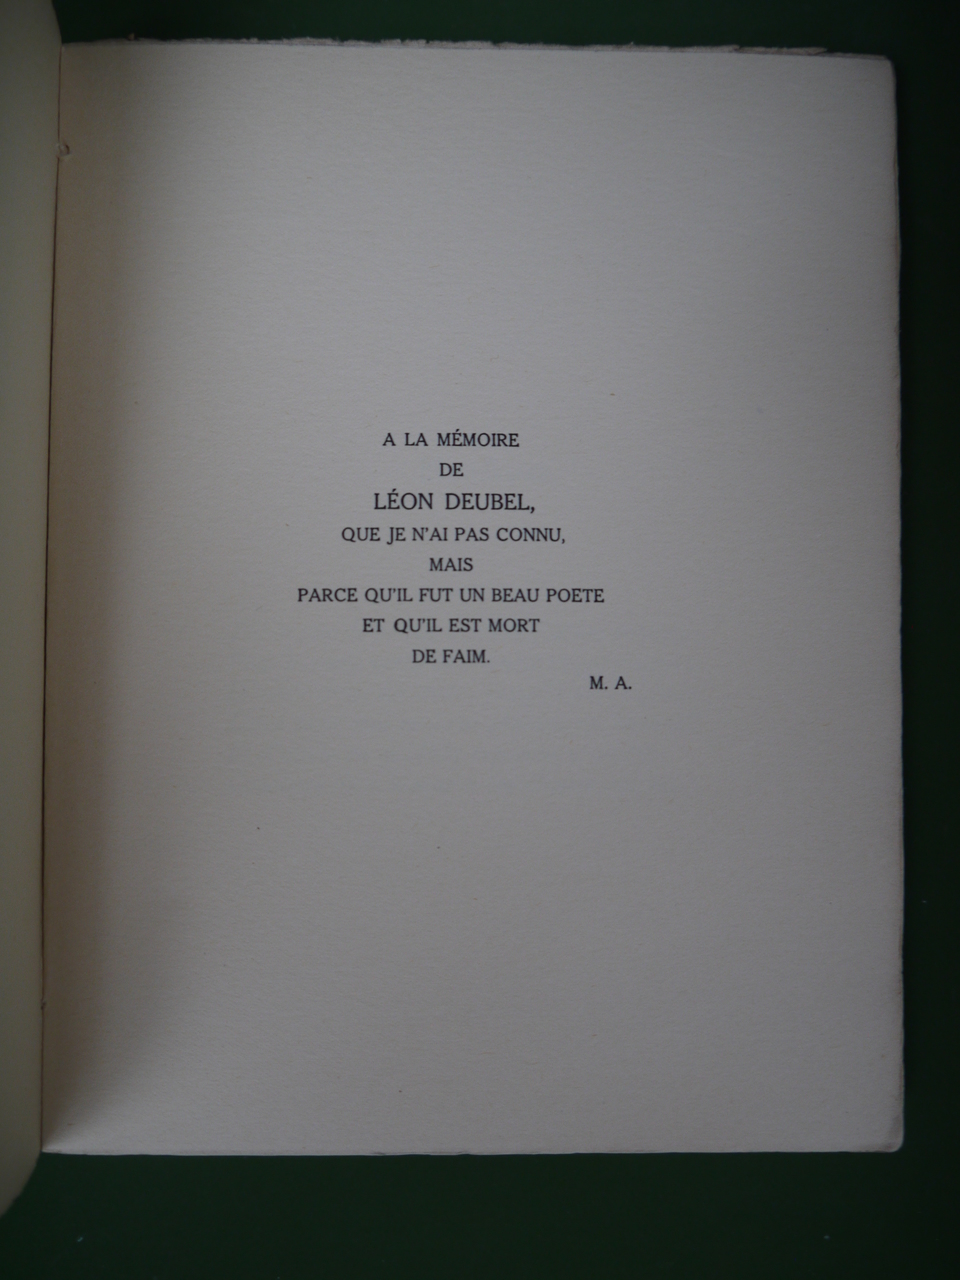 A LA MÉMOIRE
DE
LÉON DEUBEL,
QUE JE N'AI PAS CONNU,
MAIS
PARCE QU'IL FUT UN BEAU POETE
ET QU'IL EST MORT
DE FAIM.
M. A.